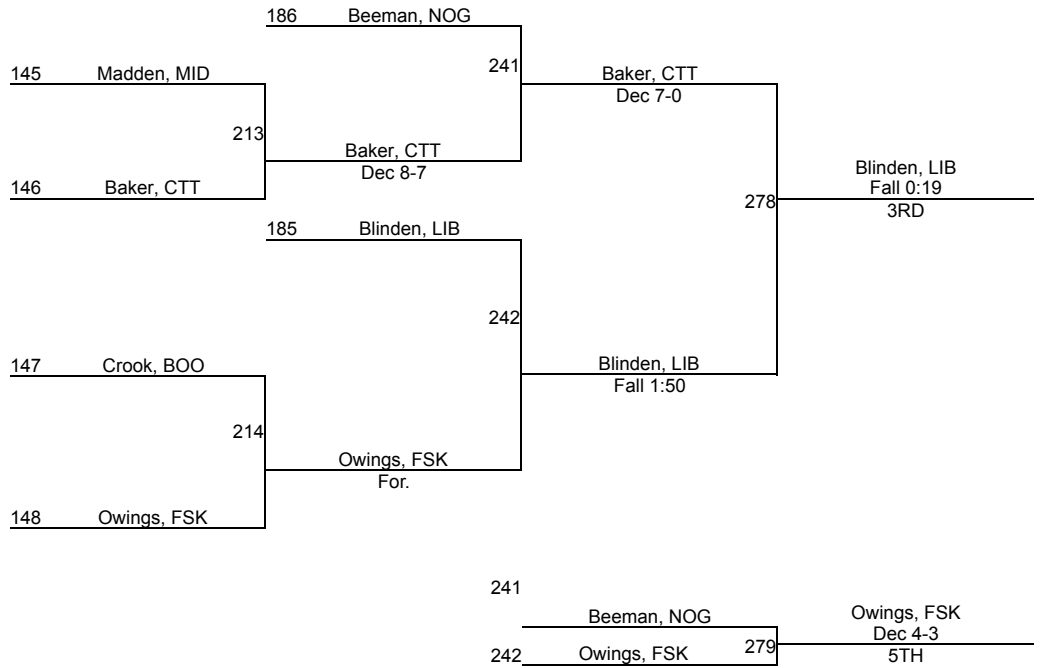 186 Beeman, NOG
145 Madden, MID
241
Baker, CTT
Dec 7-0
213
Baker, CTT
Dec 8-7
146 Baker, CTT
Blinden, LIB
Fall 0:19
278
3RD
185 Blinden, LIB
242
147 Crook, BOO
Blinden, LIB
Fall 1:50
214
Owings, FSK
For.
148 Owings, FSK
241
Beeman, NOG
Owings, FSK
Dec 4-3
279
5TH
242 Owings, FSK